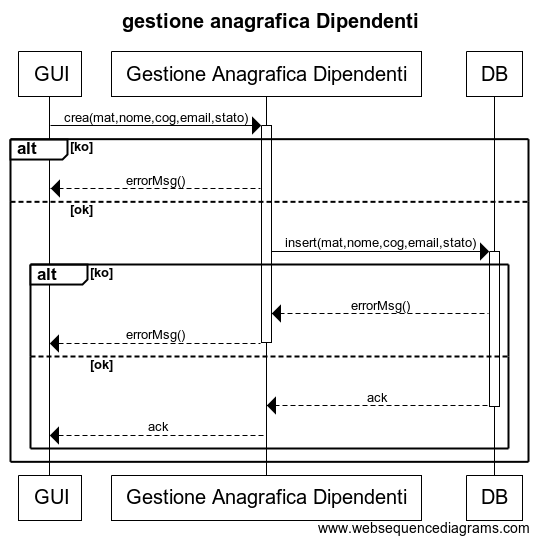 gestione anagrafica Dipendenti
GUI
Gestione Anagrafica Dipendenti
DB
crea(mat,nome,cog,email,stato)
alt
[ko]
errorMsg()
[ok]
insert(mat,nome,cog,email,stato)
alt
[ko]
errorMsg()
errorMsg()
[ok]
ack
ack
GUI
Gestione Anagrafica Dipendenti
DB
www.websequencediagrams.com